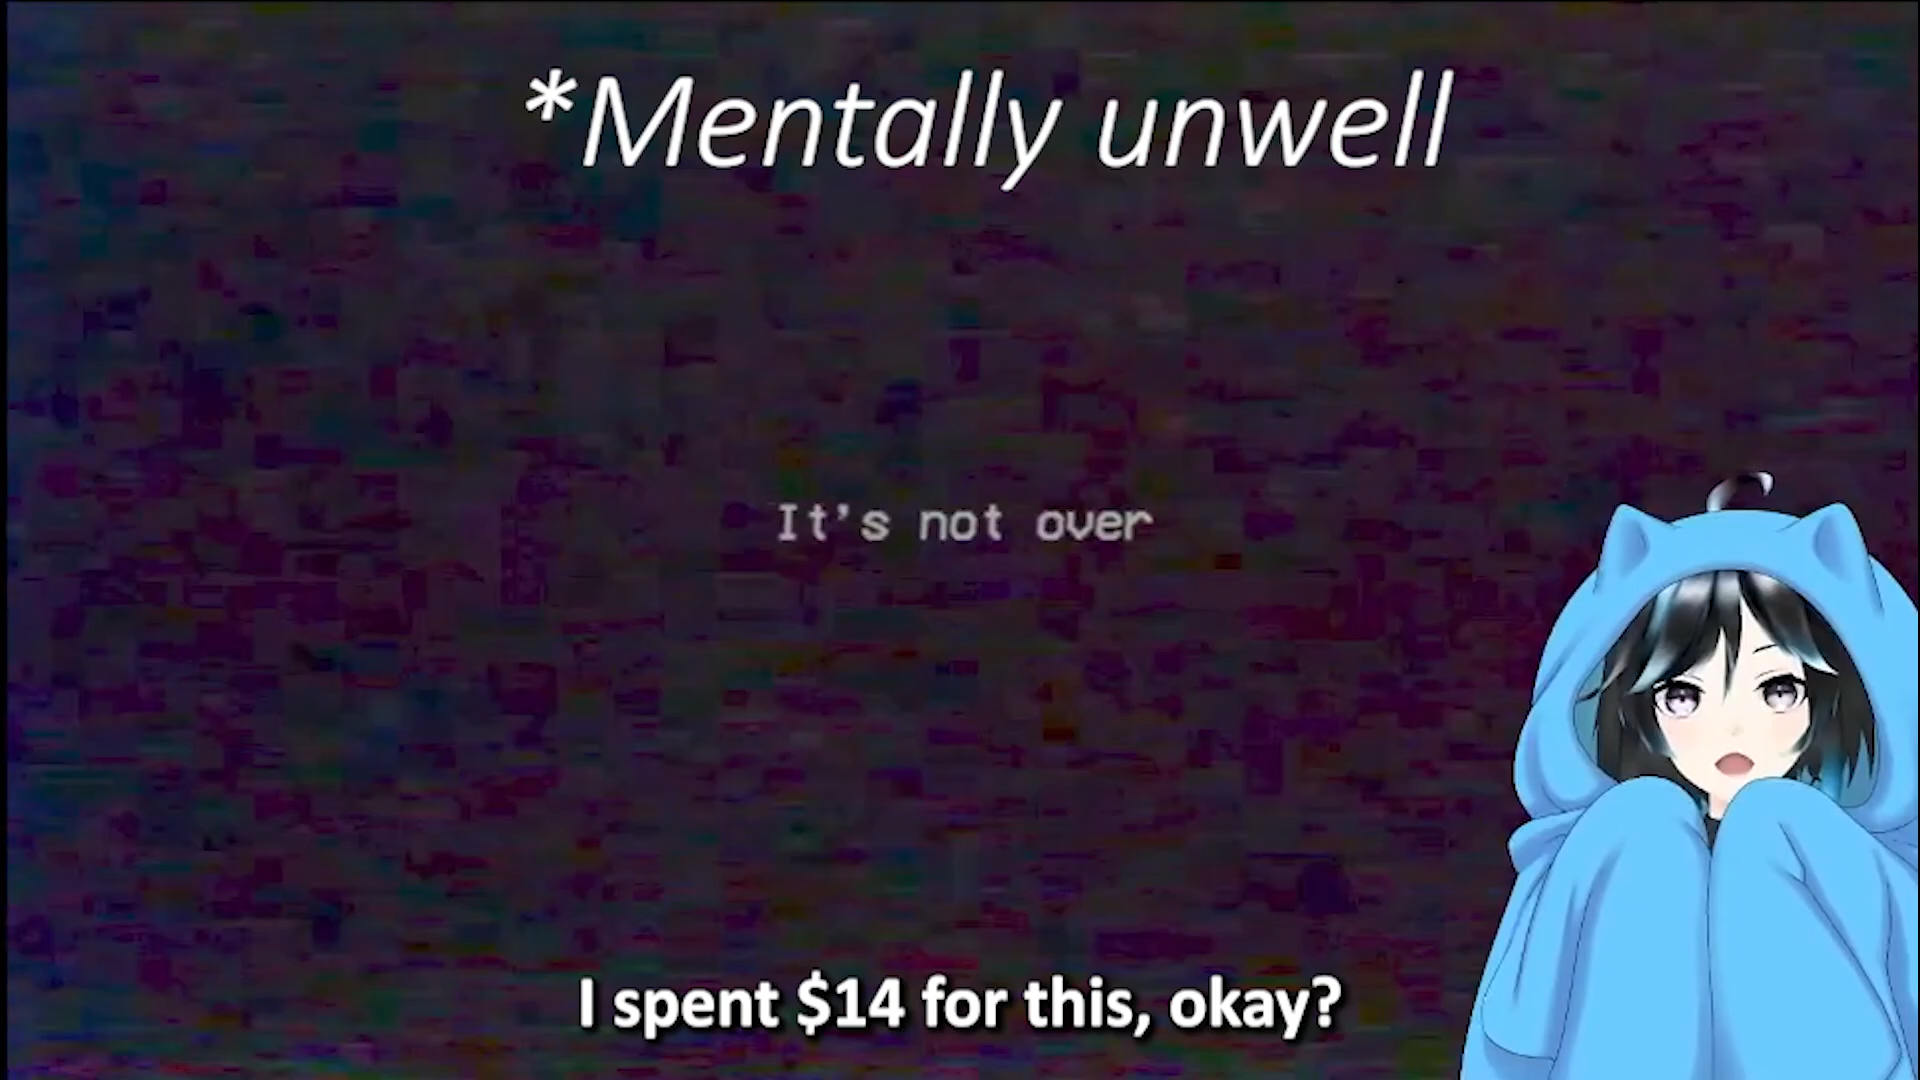 *Mentally unwell
It's not over
I spent $14 for this, okay?